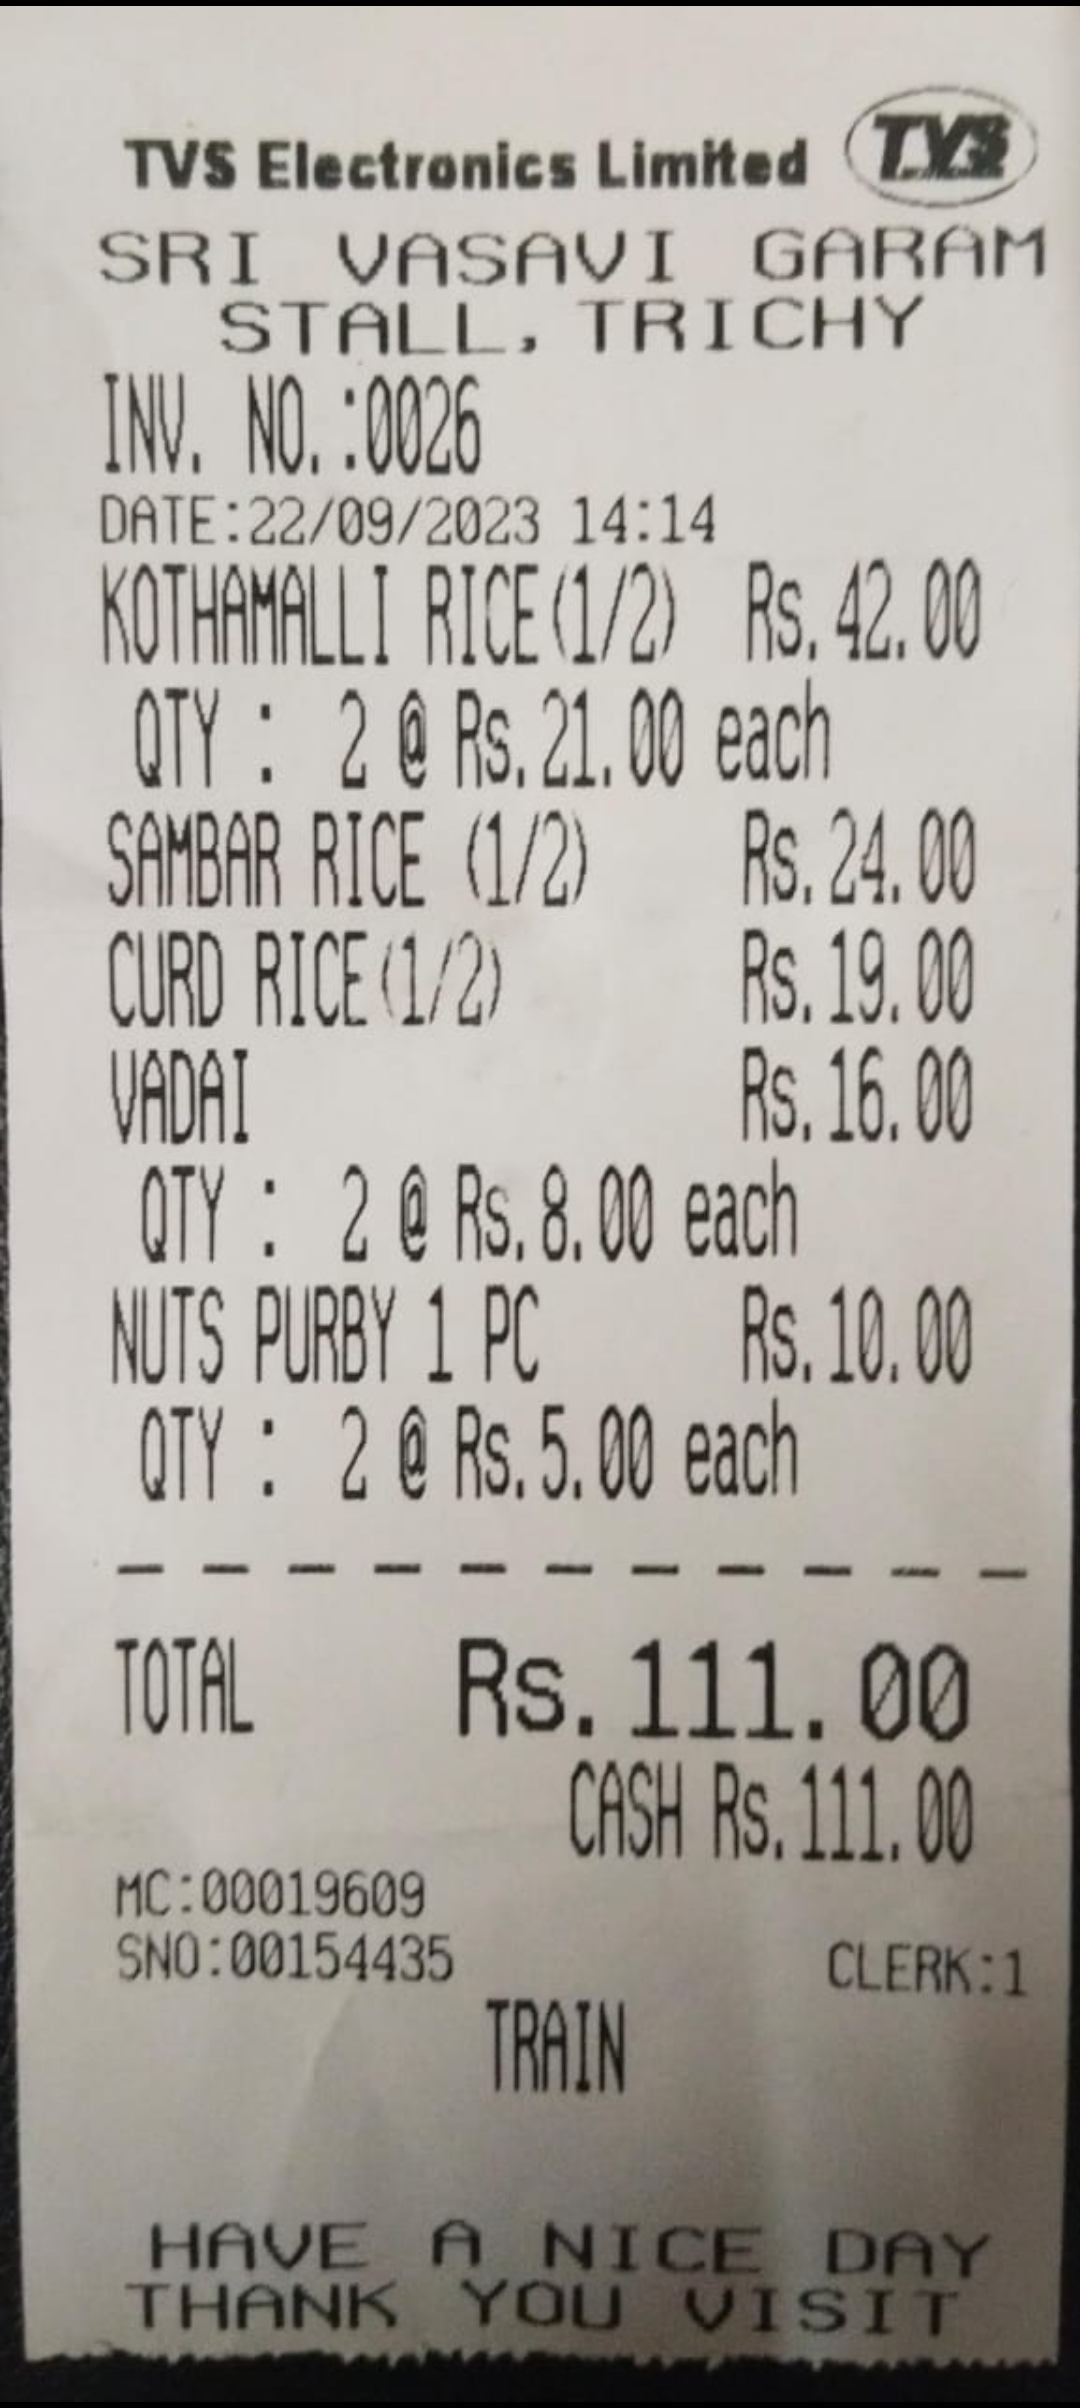 TVS Electronics Limited TVS
SRI VASAVI GARAM
STALL, TRICHY
INV. NO.:0026
DATE:22/09/2023 14:14
KOTHAMALLI RICE(1/2) Rs.42.00
QTY : 2 @ Rs.21.00 each
SAMBAR RICE (1/2) Rs.24.00
CURD RICE(1/2) Rs.19.00
VADAI Rs.16.00
QTY : 2 @ Rs.8.00 each
NUTS PURBY 1 PC Rs.10.00
QTY : 2 @ Rs.5.00 each
TOTAL Rs.111.00
CASH Rs.111.00
MC:00019609
SNO:00154435 CLERK:1
TRAIN
HAVE A NICE DAY
THANK YOU VISIT